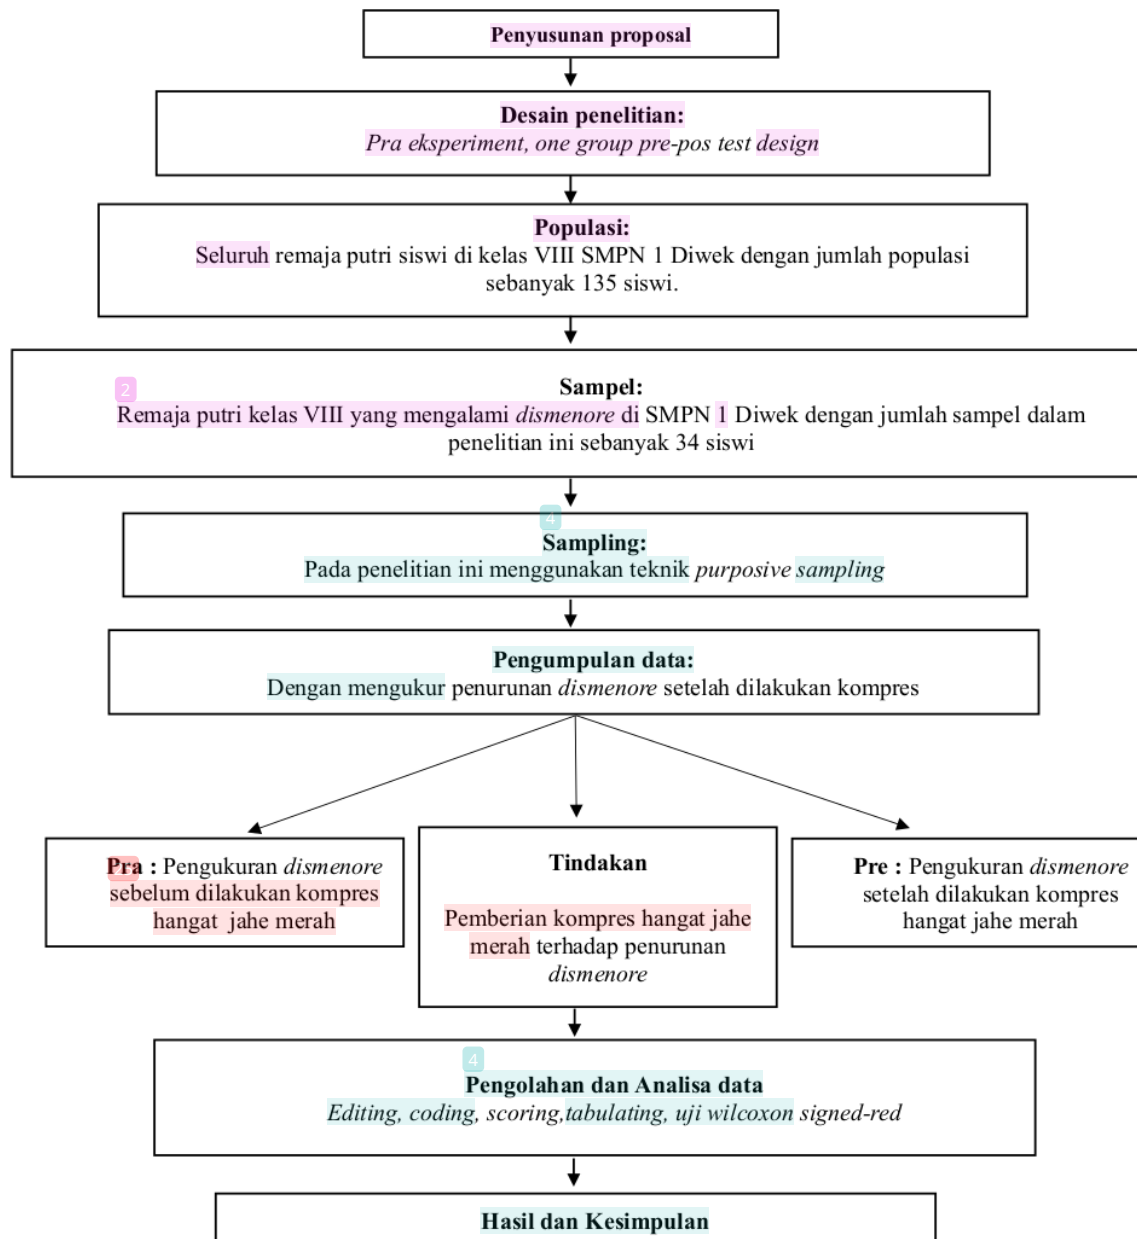 Penyusunan proposal
Desain penelitian:
Pra eksperiment, one group pre-pos test design
Populasi:
Seluruh remaja putri siswi di kelas VIII SMPN 1 Diwek dengan jumlah populasi
sebanyak 135 siswi.
2
Sampel:
Remaja putri kelas VIII yang mengalami dismenore di SMPN 1 Diwek dengan jumlah sampel dalam
penelitian ini sebanyak 34 siswi
4
Sampling:
Pada penelitian ini menggunakan teknik purposive sampling
Pengumpulan data:
Dengan mengukur penurunan dismenore setelah dilakukan kompres
Pra : Pengukuran dismenore
sebelum dilakukan kompres
hangat jahe merah
Tindakan
Pemberian kompres hangat jahe
merah terhadap penurunan
dismenore
Pre : Pengukuran dismenore
setelah dilakukan kompres
hangat jahe merah
4
Pengolahan dan Analisa data
Editing, coding, scoring,tabulating, uji wilcoxon signed-red
Hasil dan Kesimpulan